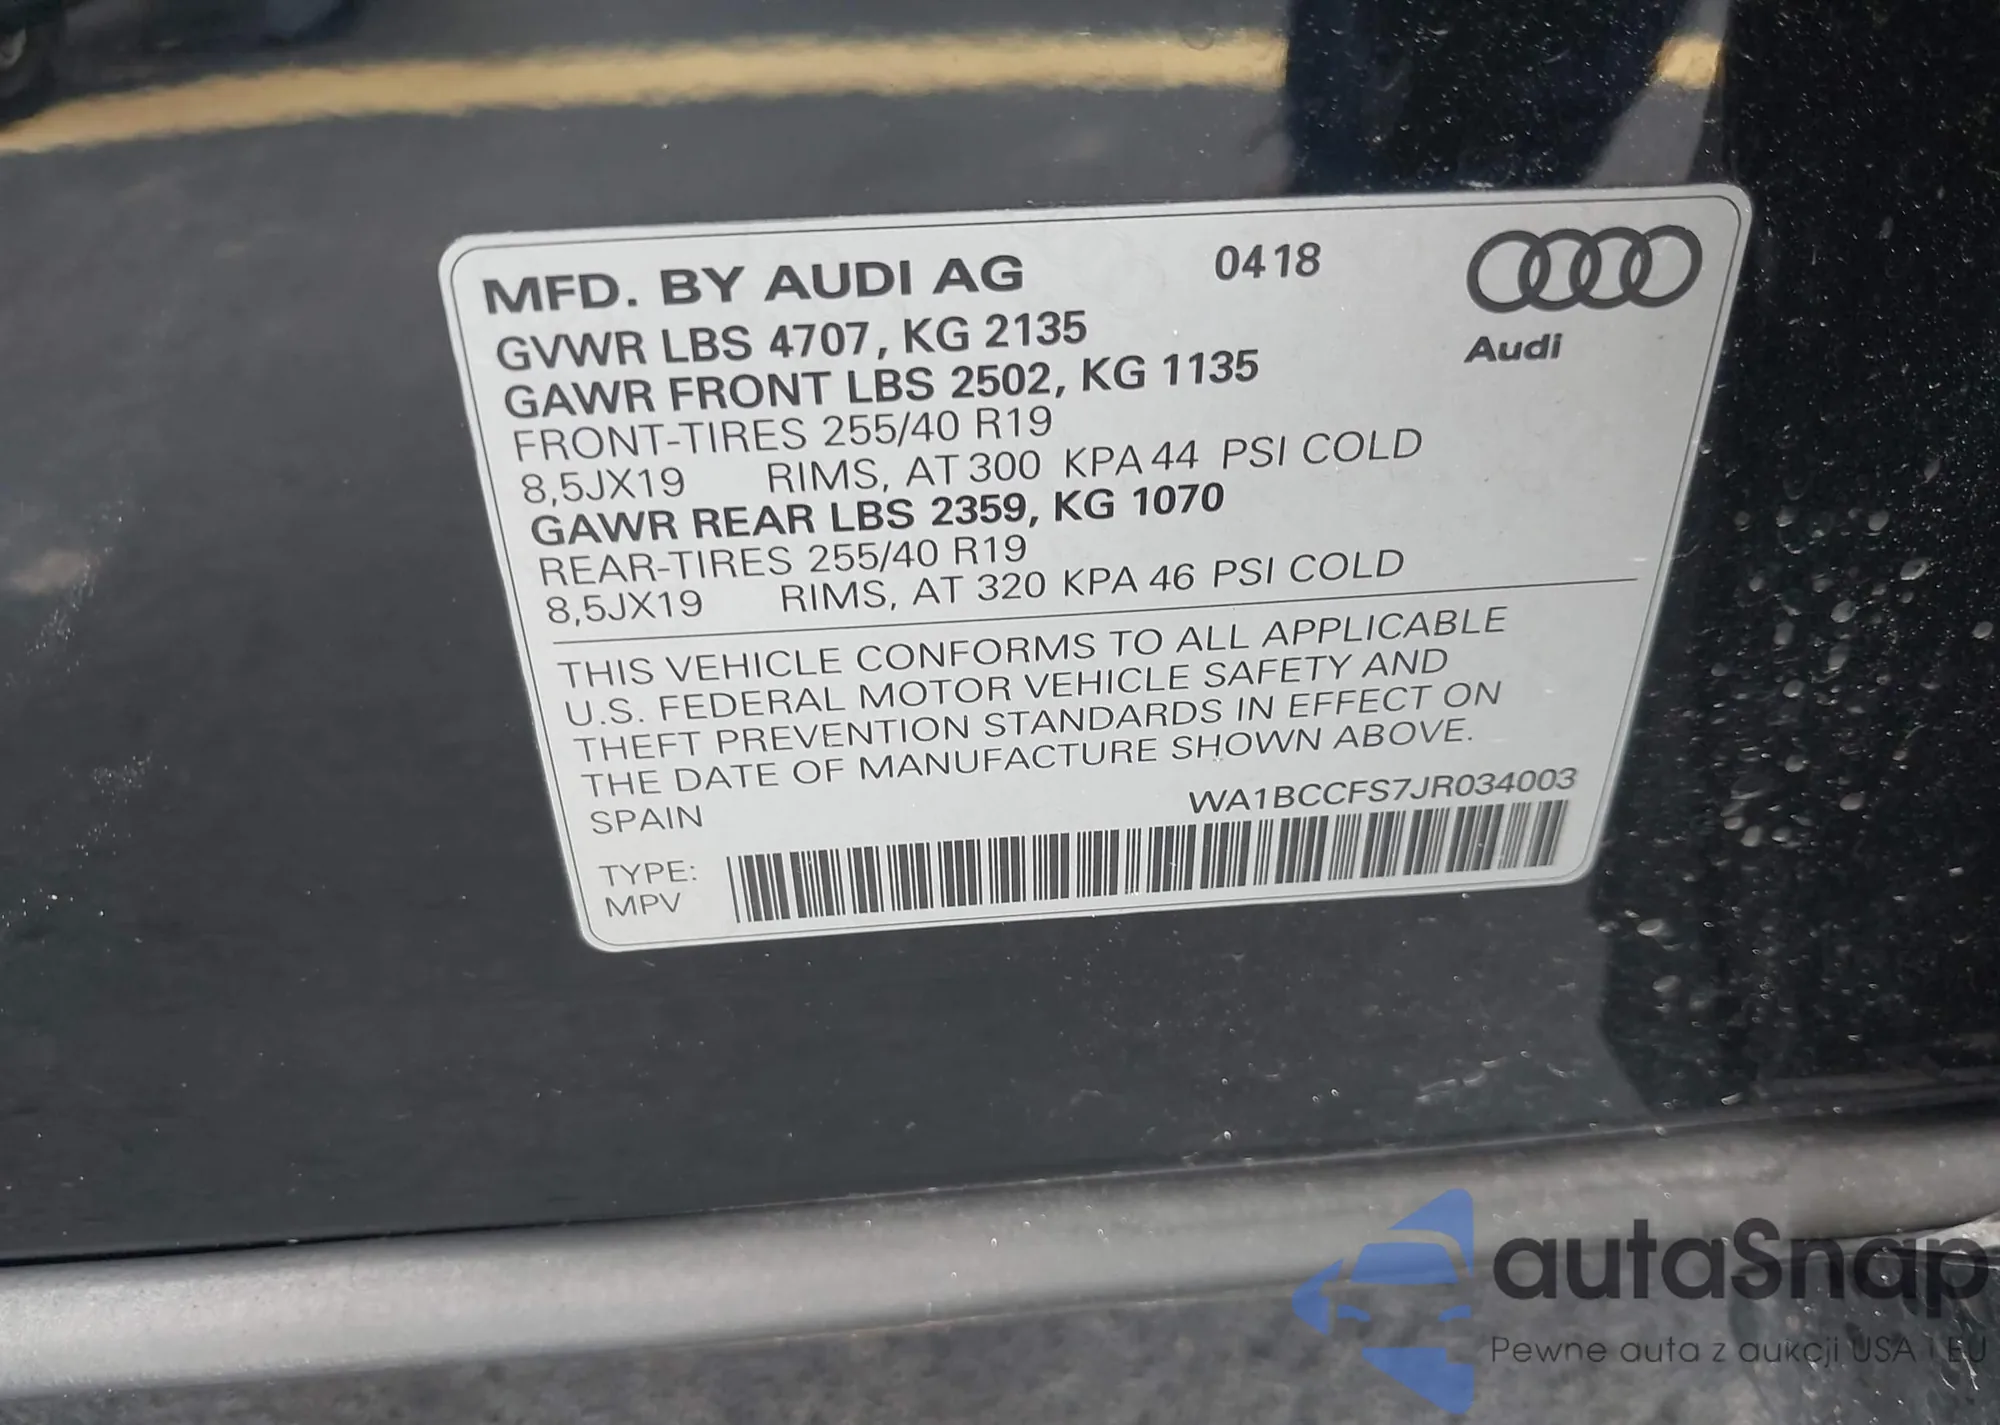 MFD. BY AUDI AG 0418
GVWR LBS 4707, KG 2135
Audi
GAWR FRONT LBS 2502, KG 1135
FRONT-TIRES 255/40 R19
8,5JX19 RIMS, AT 300 KPA 44 PSI COLD
GAWR REAR LBS 2359, KG 1070
REAR-TIRES 255/40 R19
8,5JX19 RIMS, AT 320 KPA 46 PSI COLD
THIS VEHICLE CONFORMS TO ALL APPLICABLE
U.S. FEDERAL MOTOR VEHICLE SAFETY AND
THEFT PREVENTION STANDARDS IN EFFECT ON
THE DATE OF MANUFACTURE SHOWN ABOVE.
SPAIN WA1BCCFS7JR034003
TYPE:
MPV
autaSnap
Pewne auta z aukcji USA i EU